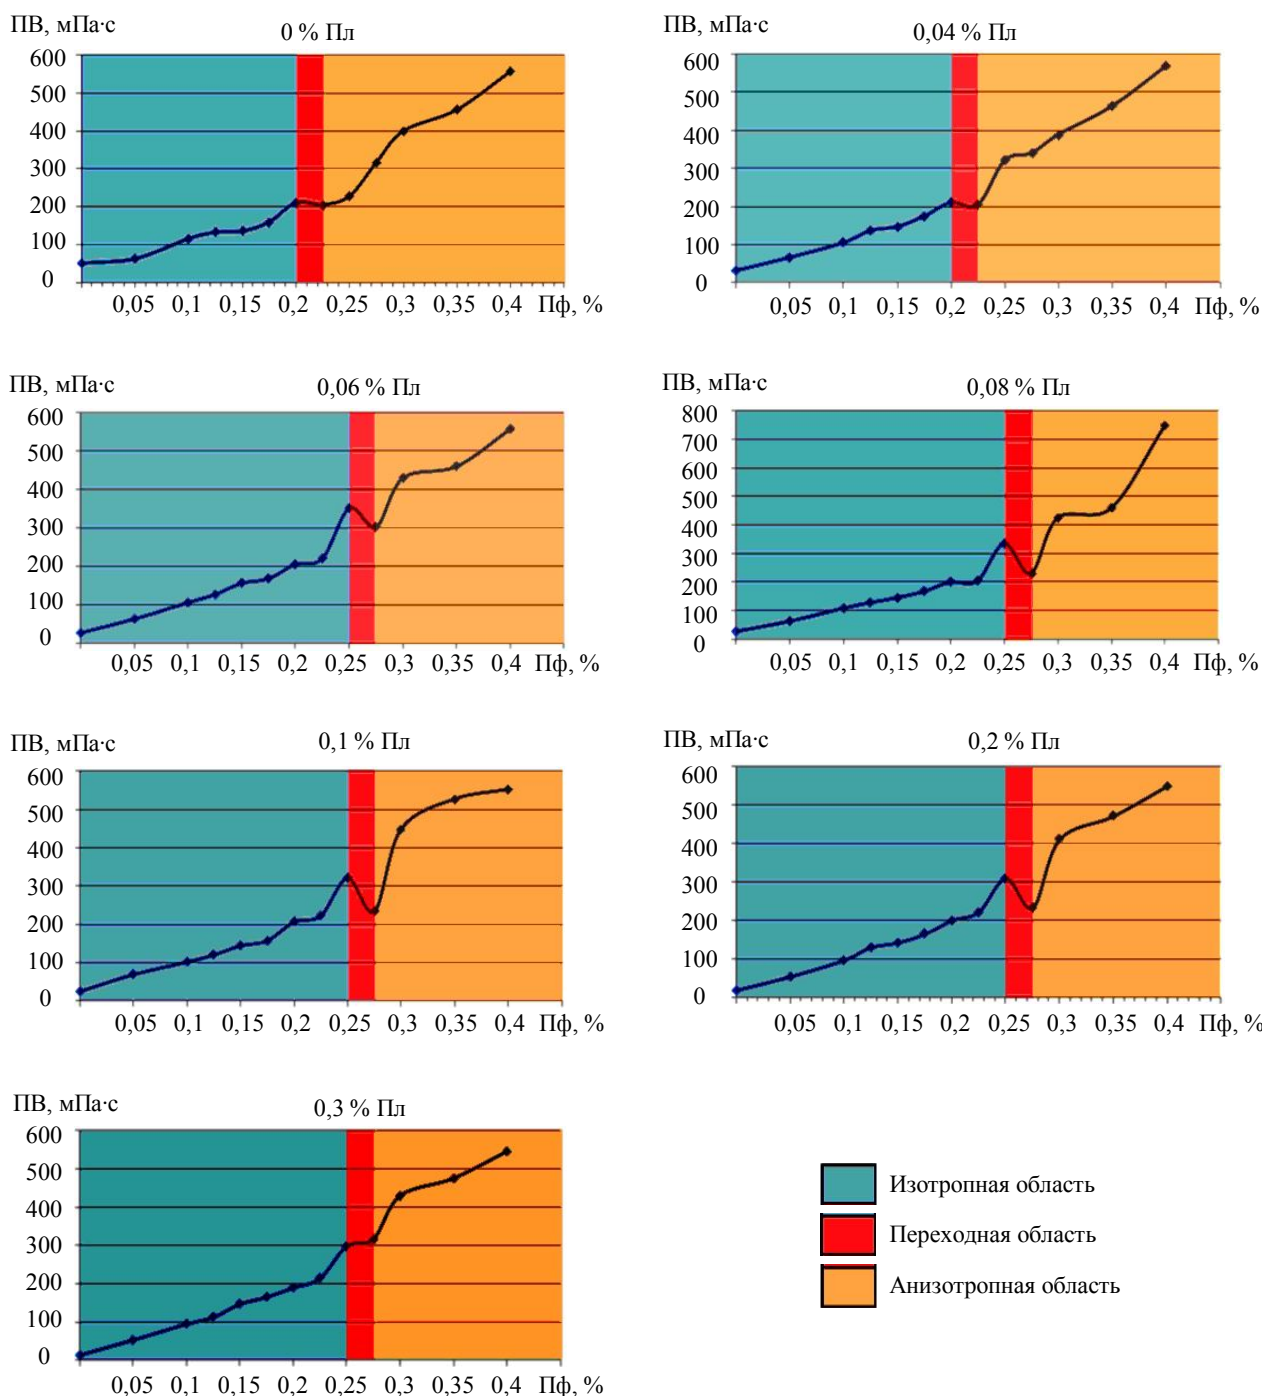 ПВ, мПа·с
0 % Пл
600
500
400
300
200
100
0
0,05 0,1 0,15 0,2 0,25 0,3 0,35 0,4 Пф, %
ПВ, мПа·с
0,04 % Пл
600
500
400
300
200
100
0
0,05 0,1 0,15 0,2 0,25 0,3 0,35 0,4 Пф, %
ПВ, мПа·с
0,06 % Пл
600
500
400
300
200
100
0
0,05 0,1 0,15 0,2 0,25 0,3 0,35 0,4 Пф, %
ПВ, мПа·с
0,08 % Пл
800
700
600
500
400
300
200
100
0
0,05 0,1 0,15 0,2 0,25 0,3 0,35 0,4 Пф, %
ПВ, мПа·с
0,1 % Пл
600
500
400
300
200
100
0
0,05 0,1 0,15 0,2 0,25 0,3 0,35 0,4 Пф, %
ПВ, мПа·с
0,2 % Пл
600
500
400
300
200
100
0
0,05 0,1 0,15 0,2 0,25 0,3 0,35 0,4 Пф, %
ПВ, мПа·с
0,3 % Пл
600
500
400
300
200
100
0
0,05 0,1 0,15 0,2 0,25 0,3 0,35 0,4 Пф, %
Изотропная область
Переходная область
Анизотропная область